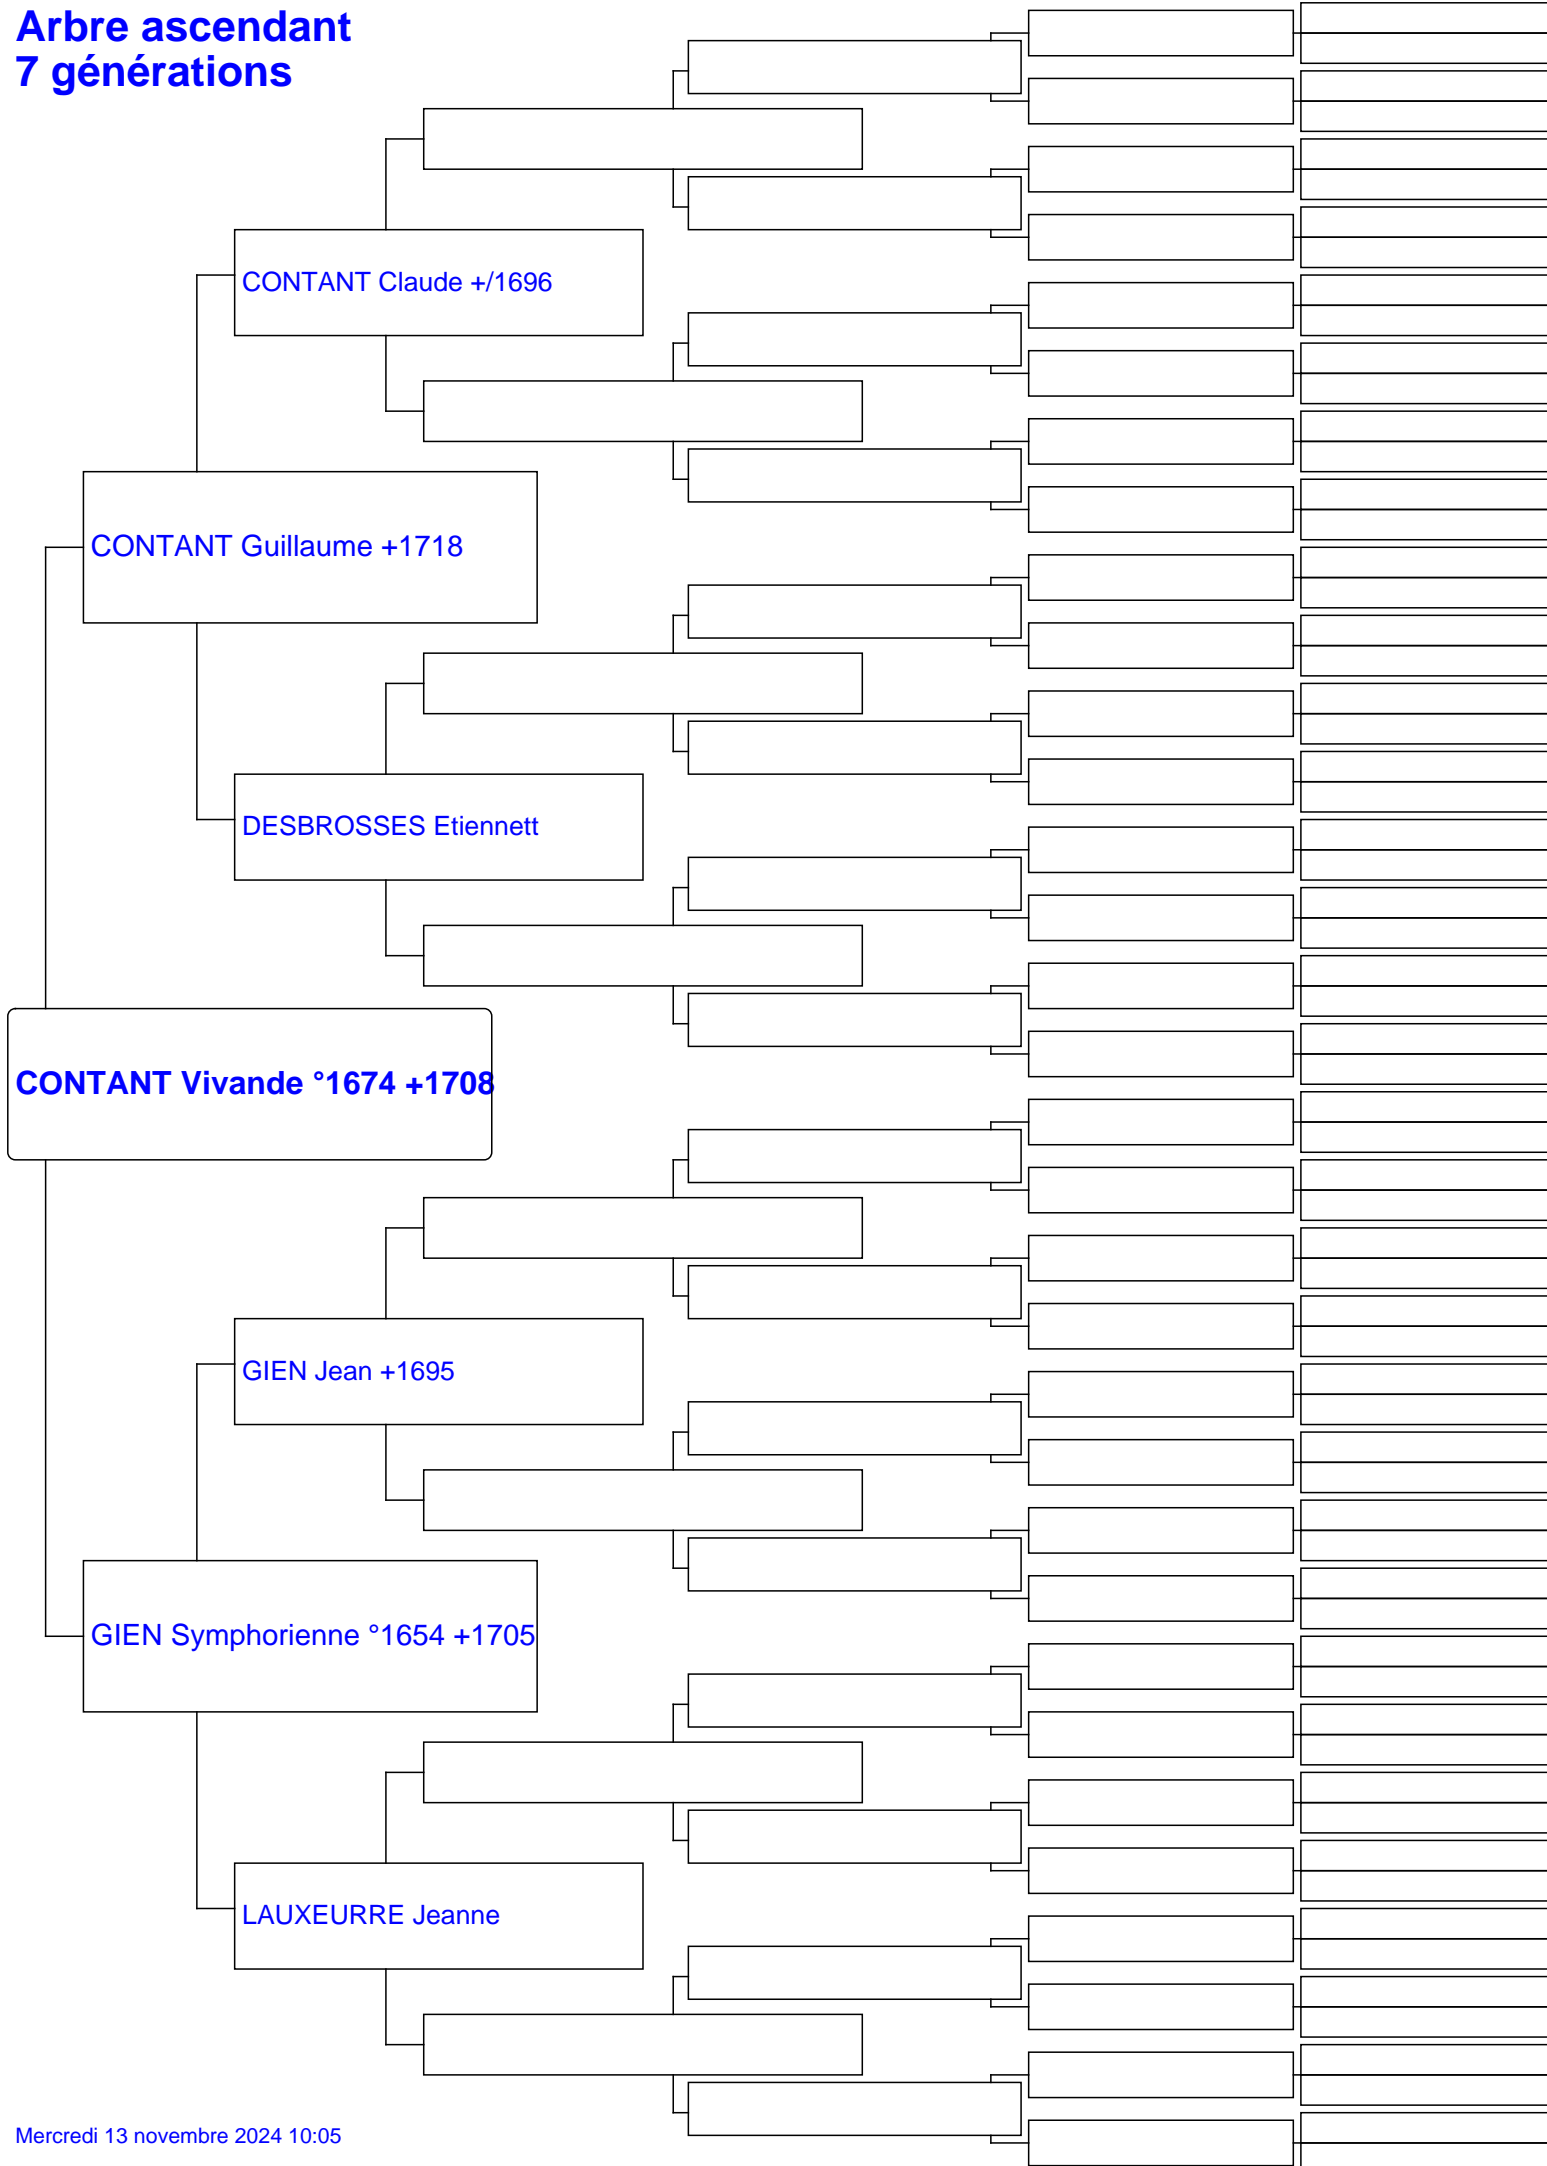 Arbre ascendant
7 générations
CONTANT Claude +/1696
CONTANT Guillaume +1718
DESBROSSES Etiennett
CONTANT Vivande °1674 +1708
GIEN Jean +1695
GIEN Symphorienne °1654 +1705
LAUXEURRE Jeanne
Mercredi 13 novembre 2024 10:05